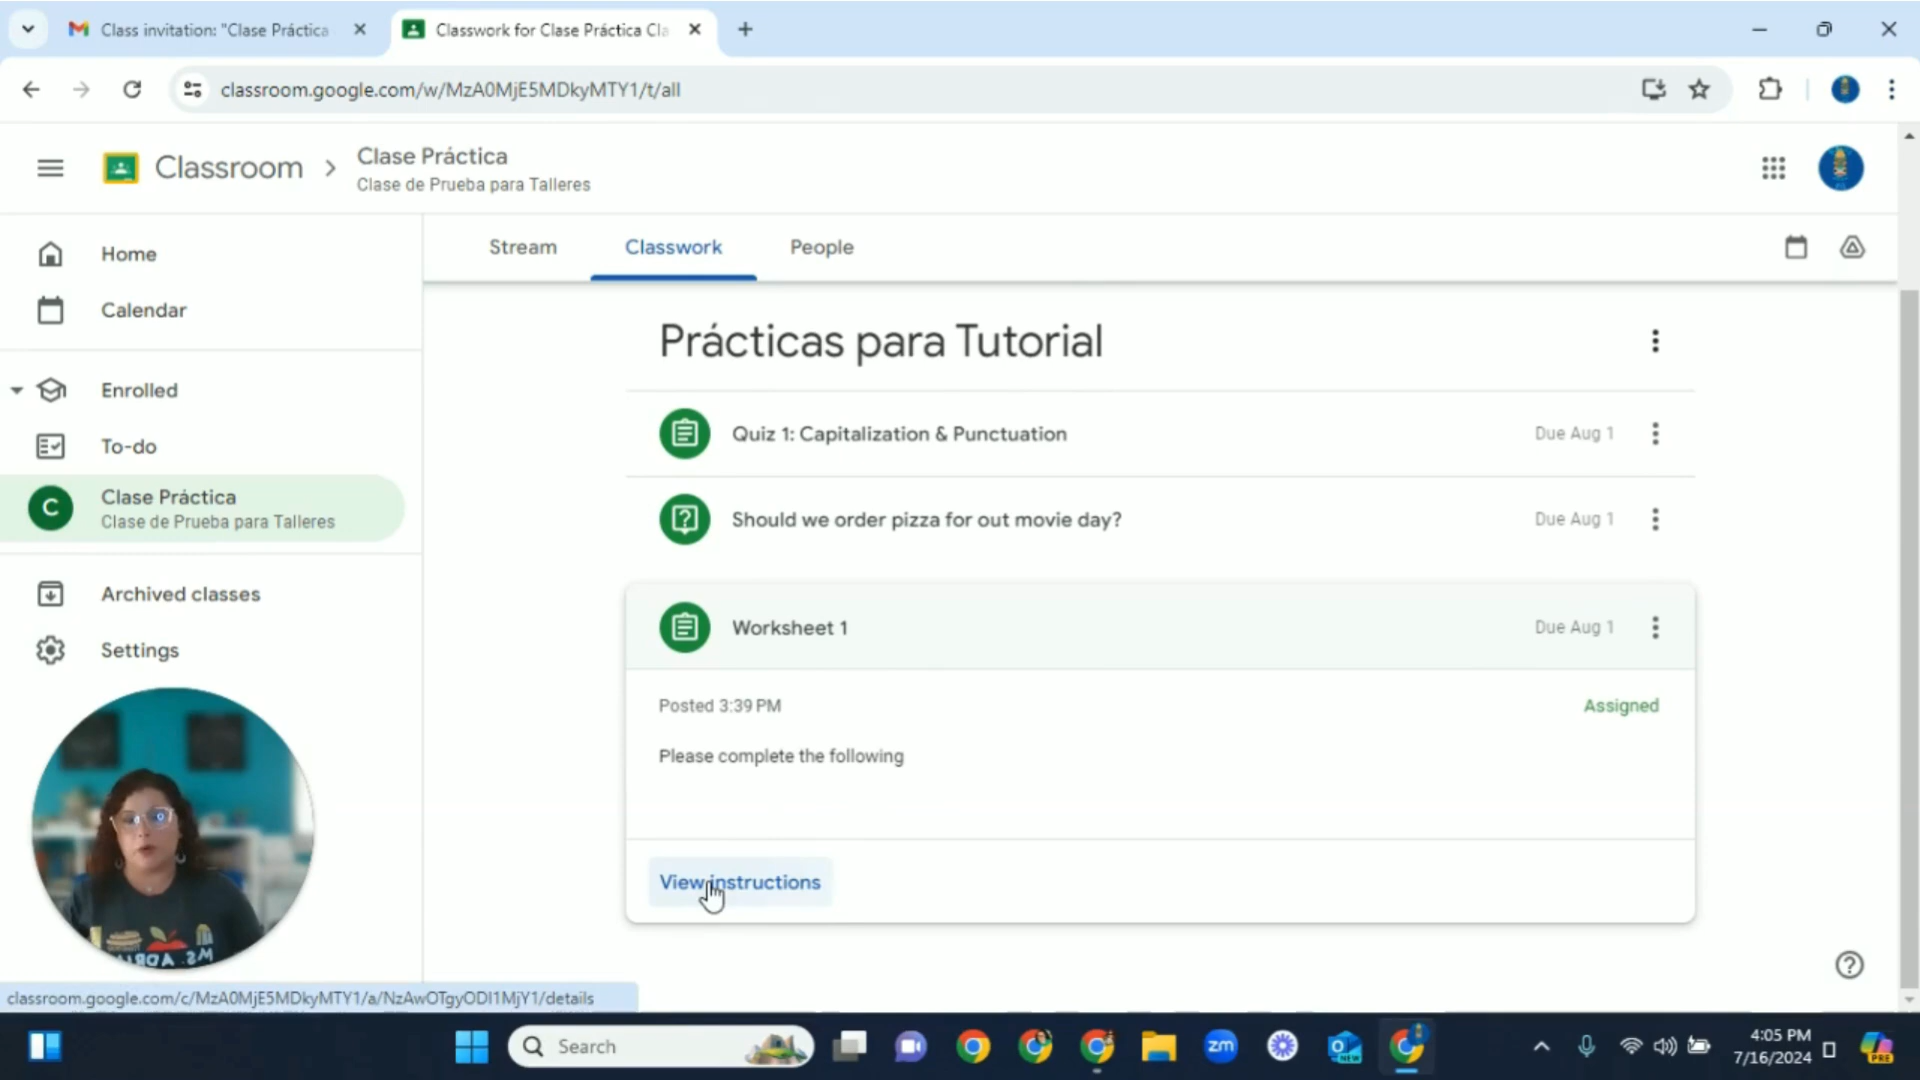 Class invitation: "Clase Práctica
Classwork for Clase Práctica Cla
classroom.google.com/w/MzA0MjE5MDkyMTY1/t/all
Classroom
Clase Práctica
Clase de Prueba para Talleres
Home
Calendar
Enrolled
To-do
C
Clase Práctica
Clase de Prueba para Talleres
Archived classes
Settings
Stream
Classwork
People
Prácticas para Tutorial
Quiz 1: Capitalization & Punctuation
Due Aug 1
Should we order pizza for out movie day?
Due Aug 1
Worksheet 1
Due Aug 1
Posted 3:39 PM
Assigned
Please complete the following
View instructions
classroom.google.com/c/MzA0MjE5MDkyMTY1/a/NzAwOTgyODI1MjY1/details
Search
zm
NEW
4:05 PM
7/16/2024
PRE